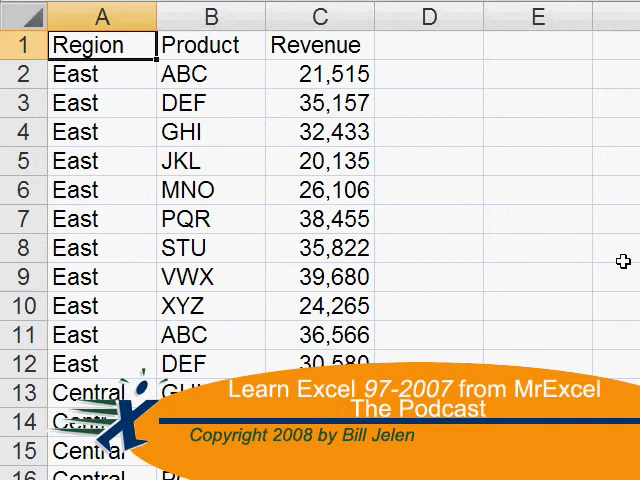 A B C D E
1 Region Product Revenue
2 East ABC 21,515
3 East DEF 35,157
4 East GHI 32,433
5 East JKL 20,135
6 East MNO 26,106
7 East PQR 38,455
8 East STU 35,822
9 East VWX 39,680
10 East XYZ 24,265
11 East ABC 36,566
12 East DEF 30,580
13 Central
14
15 Central
16 Central
Learn Excel 97-2007 from MrExcel
The Podcast
Copyright 2008 by Bill Jelen